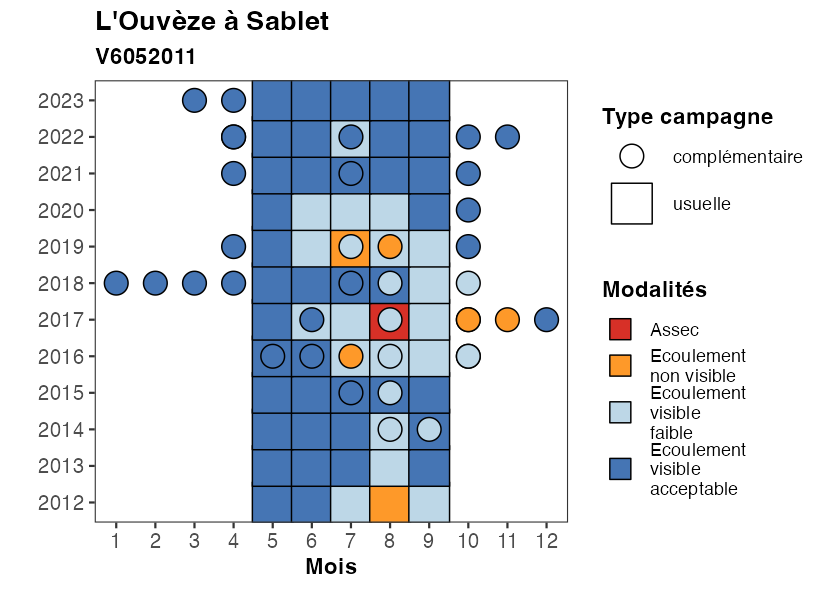 L'Ouvèze à Sablet
V6052011
2023
2022
2021
2020
2019
2018
2017
2016
2015
2014
2013
2012
1 2 3 4 5 6 7 8 9 10 11 12
Mois
Type campagne
complémentaire
usuelle
Modalités
Assec
Ecoulement
non visible
Ecoulement
visible
faible
Ecoulement
visible
acceptable